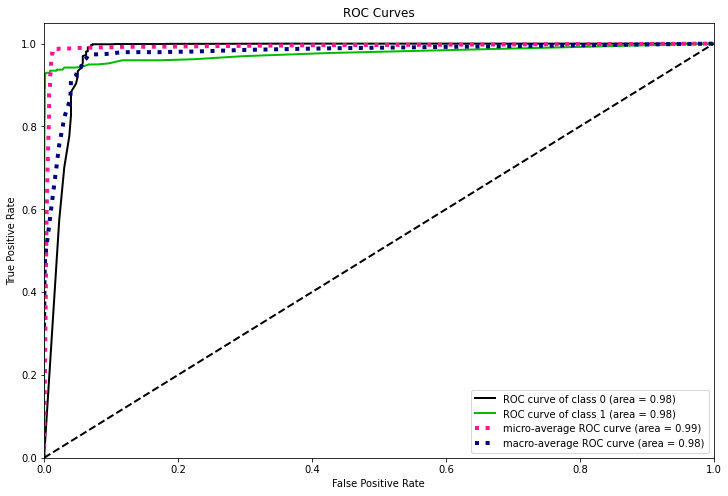 ROC Curves
True Positive Rate
1.0
0.8
0.6
0.4
0.2
0.0
ROC curve of class 0 (area = 0.98)
ROC curve of class 1 (area = 0.98)
micro-average ROC curve (area = 0.99)
macro-average ROC curve (area = 0.98)
0.0 0.2 0.4 0.6 0.8 1.0
False Positive Rate